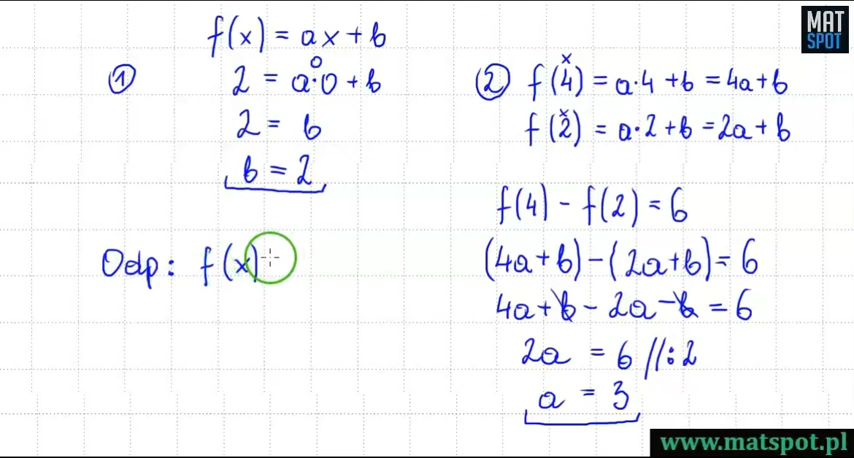 MAT
SPOT
f(x) = ax + b
① 2 = a·0 + b
2 = b
b = 2
Odp: f(x)
② f(4) = a·4 + b = 4a + b
x
f(2) = a·2 + b = 2a + b
x
f(4) - f(2) = 6
(4a + b) - (2a + b) = 6
4a + b - 2a - b = 6
2a = 6 //:2
a = 3
www.matspot.pl